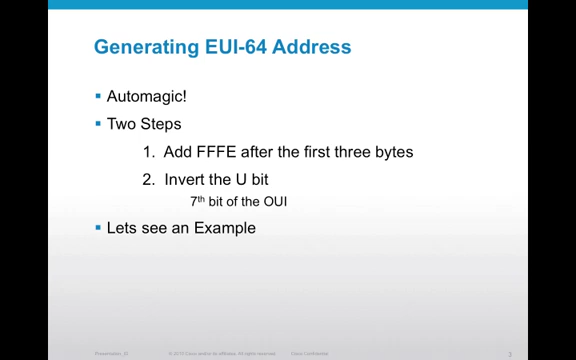 Generating EUI-64 Address
Automagic!
Two Steps
1. Add FFFE after the first three bytes
2. Invert the U bit
7th bit of the OUI
Lets see an Example
Presentation_ID © 2010 Cisco and/or its affiliates. All rights reserved. Cisco Confidential 3